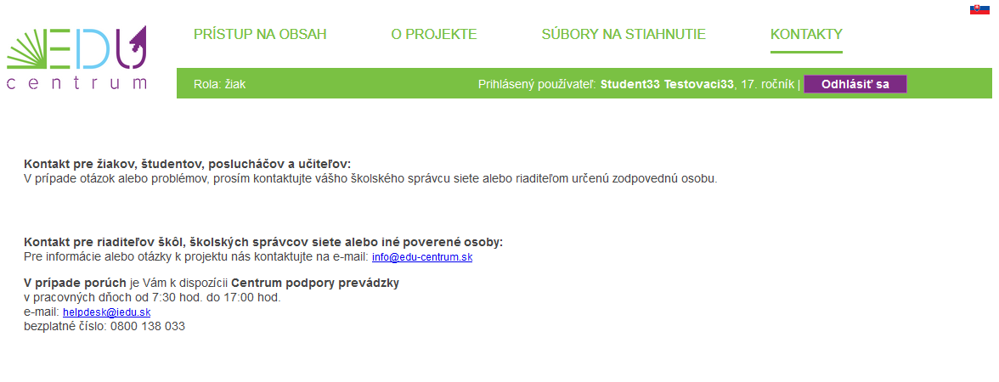 EDU
centrum
PRÍSTUP NA OBSAH
O PROJEKTE
SÚBORY NA STIAHNUTIE
KONTAKTY
Rola: žiak
Prihlásený používateľ: Student33 Testovaci33, 17. ročník |
Odhlásiť sa
Kontakt pre žiakov, študentov, poslucháčov a učiteľov:
V prípade otázok alebo problémov, prosím kontaktujte vášho školského správcu siete alebo riaditeľom určenú zodpovednú osobu.
Kontakt pre riaditeľov škôl, školských správcov siete alebo iné poverené osoby:
Pre informácie alebo otázky k projektu nás kontaktujte na e-mail: info@edu-centrum.sk
V prípade porúch je Vám k dispozícii Centrum podpory prevádzky
v pracovných dňoch od 7:30 hod. do 17:00 hod.
e-mail: helpdesk@iedu.sk
bezplatné číslo: 0800 138 033